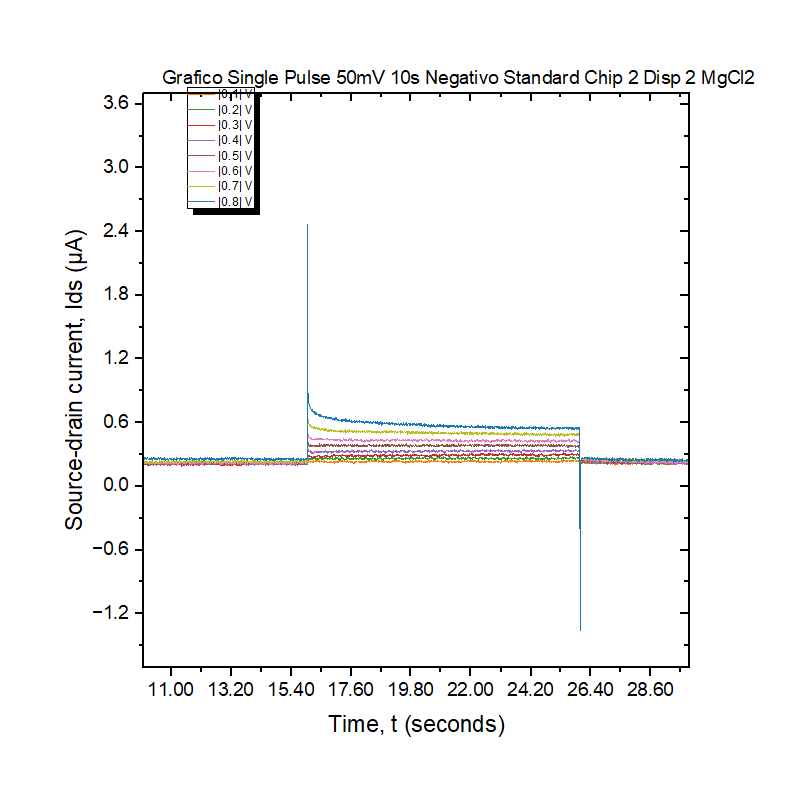 Grafico Single Pulse 50mV 10s Negativo Standard Chip 2 Disp 2 MgCl2
|0.1| V
|0.2| V
|0.3| V
|0.4| V
|0.5| V
|0.6| V
|0.7| V
|0.8| V
3.6
3.0
2.4
1.8
1.2
0.6
0.0
−0.6
−1.2
Source-drain current, Ids (μA)
11.00 13.20 15.40 17.60 19.80 22.00 24.20 26.40 28.60
Time, t (seconds)